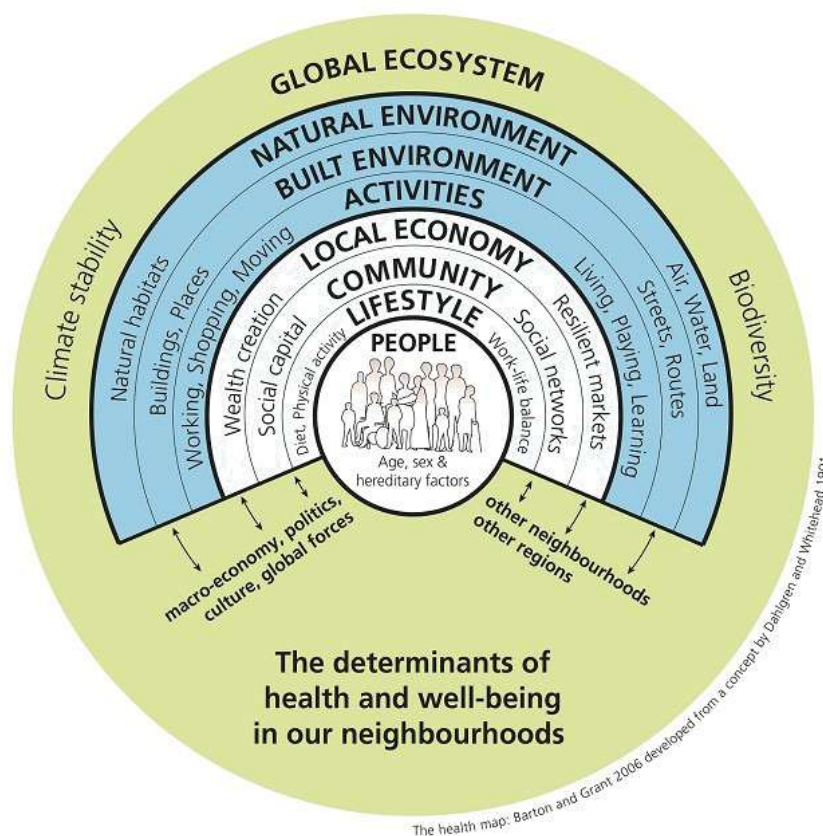 GLOBAL ECOSYSTEM
NATURAL ENVIRONMENT
BUILT ENVIRONMENT
ACTIVITIES
LOCAL ECONOMY
COMMUNITY
LIFESTYLE
PEOPLE
Age, sex &
hereditary factors
Climate stability
Natural habitats
Buildings, Places
Working, Shopping, Moving
Wealth creation
Social capital
Diet, Physical activity
Work-life balance
Social networks
Resilient markets
Living, Playing, Learning
Streets, Routes
Air, Water, Land
Biodiversity
macro-economy, politics,
culture, global forces
other neighbourhoods
other regions
The determinants of
health and well-being
in our neighbourhoods
The health map: Barton and Grant 2006 developed from a concept by Dahlgren and Whitehead